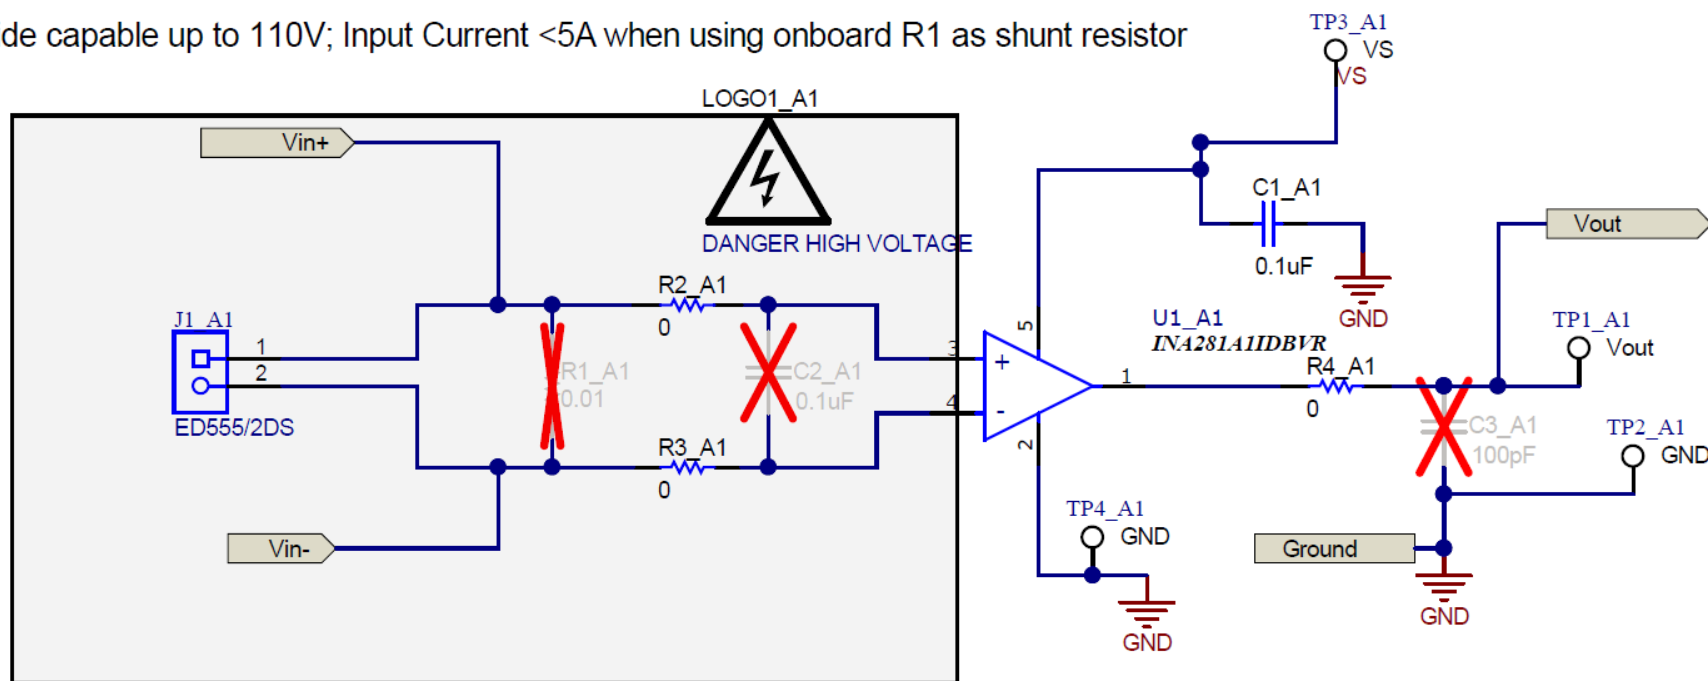 de capable up to 110V; Input Current <5A when using onboard R1 as shunt resistor
TP3_A1
VS
VS
LOGO1_A1
Vin+
DANGER HIGH VOLTAGE
C1_A1
0.1uF
GND
Vout
R2_A1
0
J1_A1
1
2
ED555/2DS
R1_A1
0.01
C2_A1
0.1uF
3
4
5
+
-
2
1
U1_A1
INA281A1IDBVR
R4_A1
0
TP1_A1
Vout
C3_A1
100pF
TP2_A1
GND
R3_A1
0
Vin-
TP4_A1
GND
GND
Ground
GND